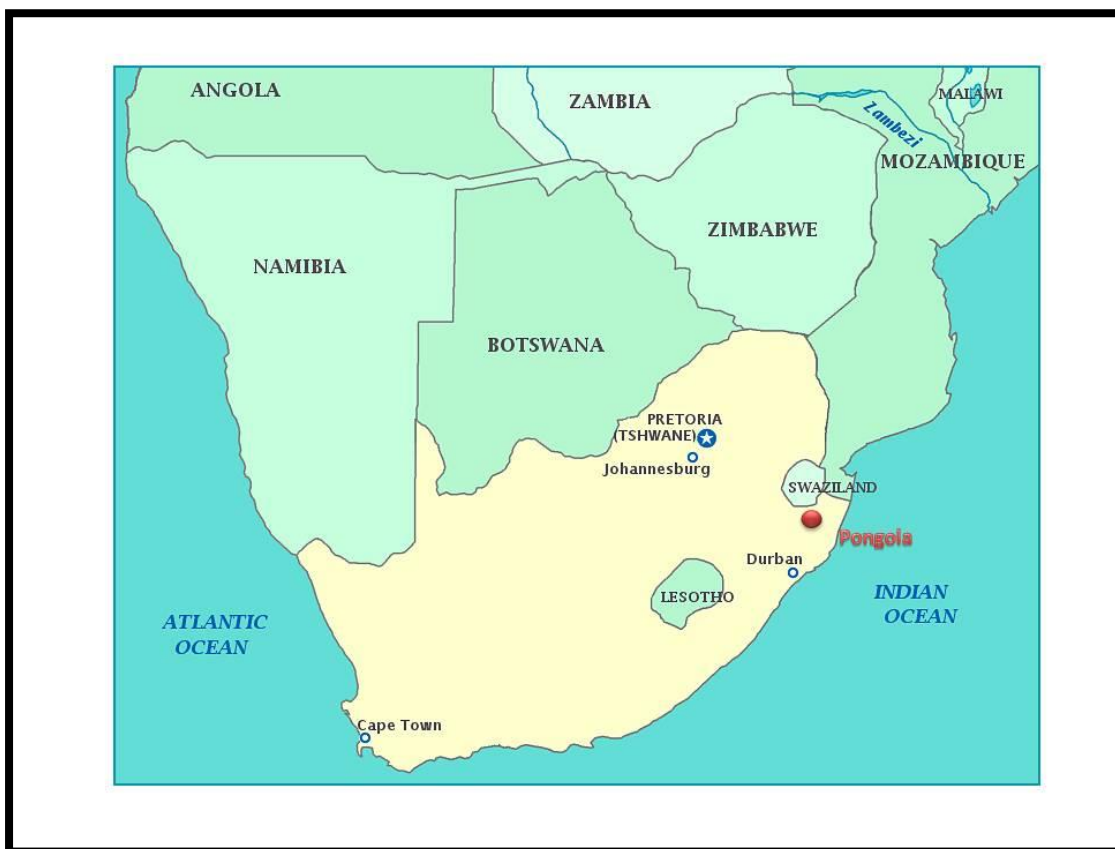 ANGOLA
ZAMBIA
MALAWI
Zambezi
MOZAMBIQUE
ZIMBABWE
NAMIBIA
BOTSWANA
PRETORIA
(TSHWANE)
Johannesburg
SWAZILAND
Pongola
Durban
LESOTHO
INDIAN
OCEAN
ATLANTIC
OCEAN
Cape Town